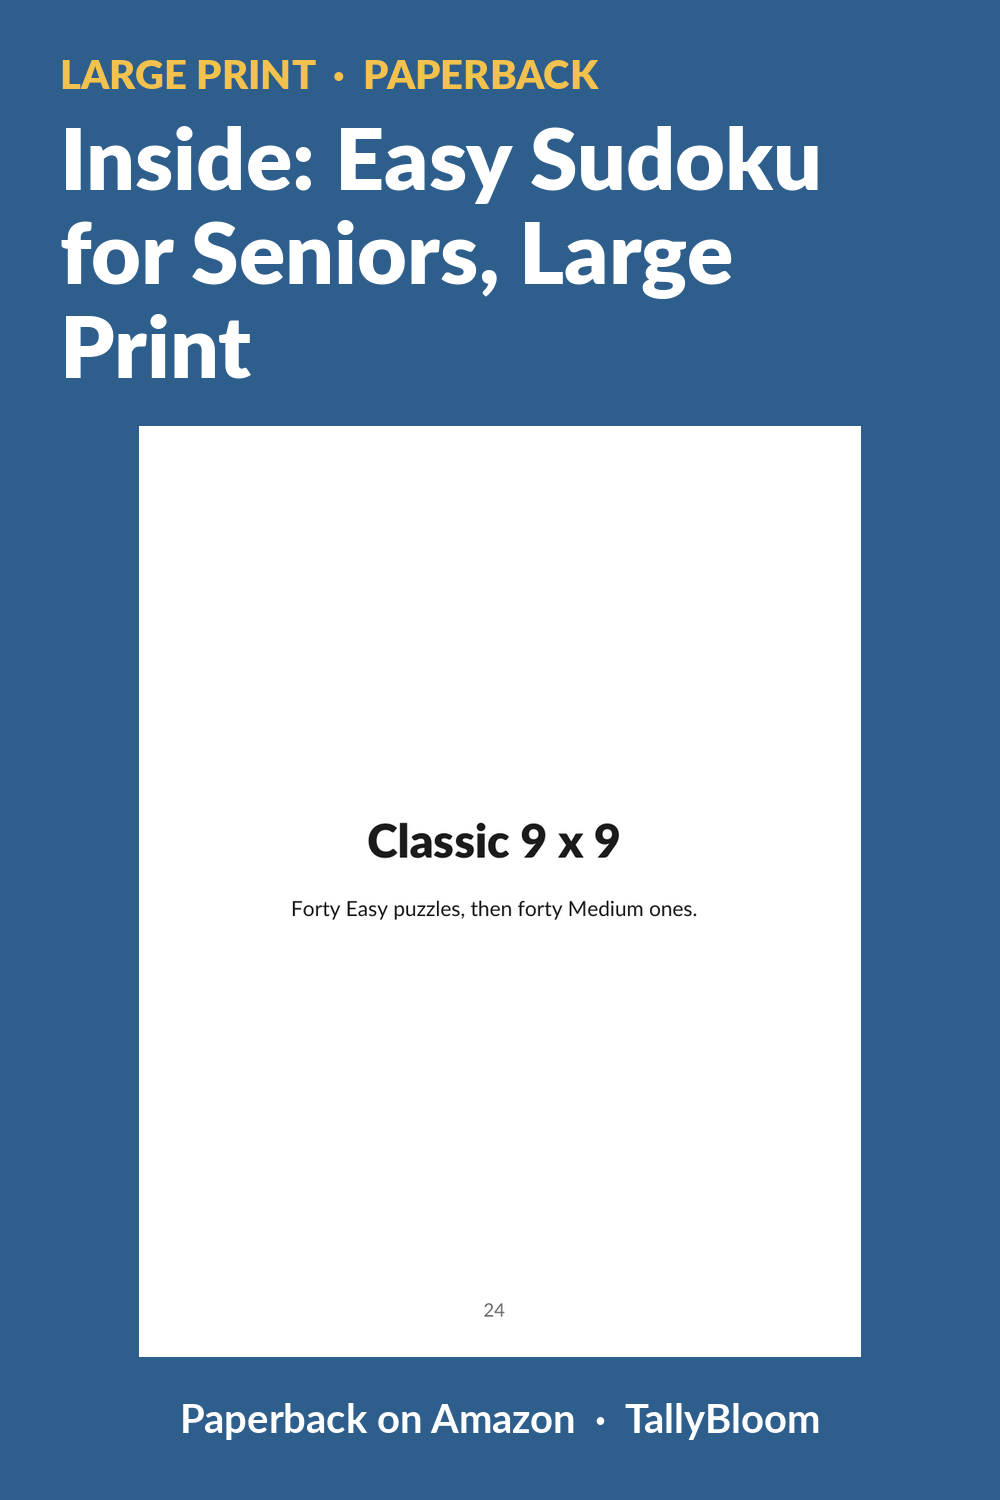 LARGE PRINT · PAPERBACK
Inside: Easy Sudoku
for Seniors, Large
Print
Classic 9 x 9
Forty Easy puzzles, then forty Medium ones.
24
Paperback on Amazon · TallyBloom